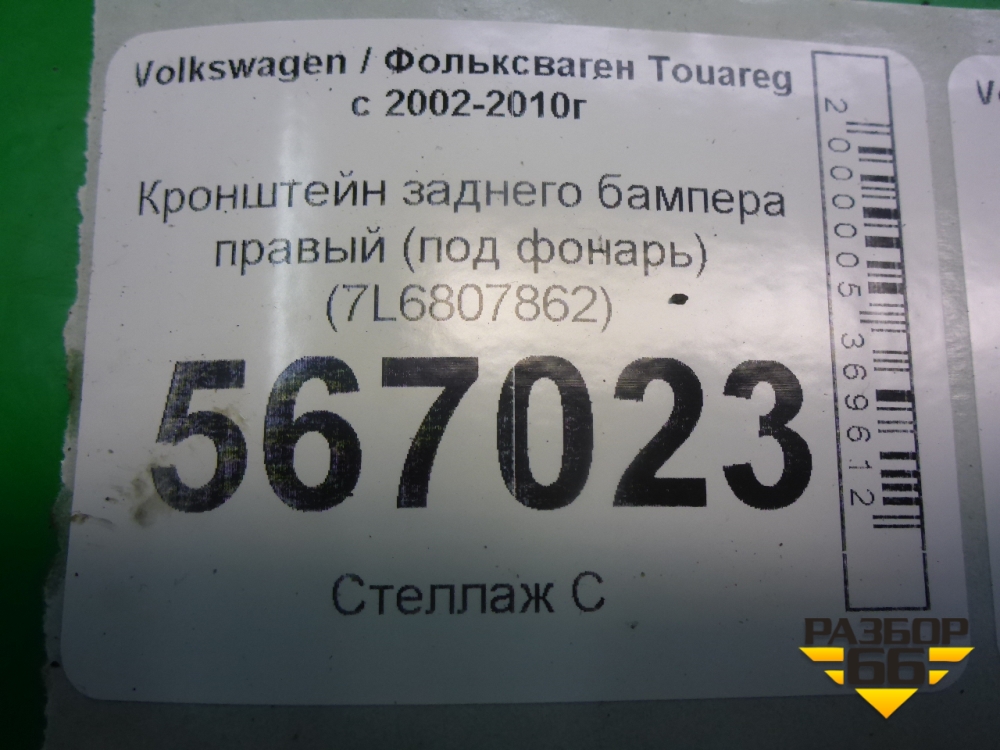 Volkswagen / Фольксваген Touareg
с 2002-2010г
Кронштейн заднего бампера
правый (под фонарь)
(7L6807862)
567023
Стеллаж С
2000005369612
РАЗБОР
66